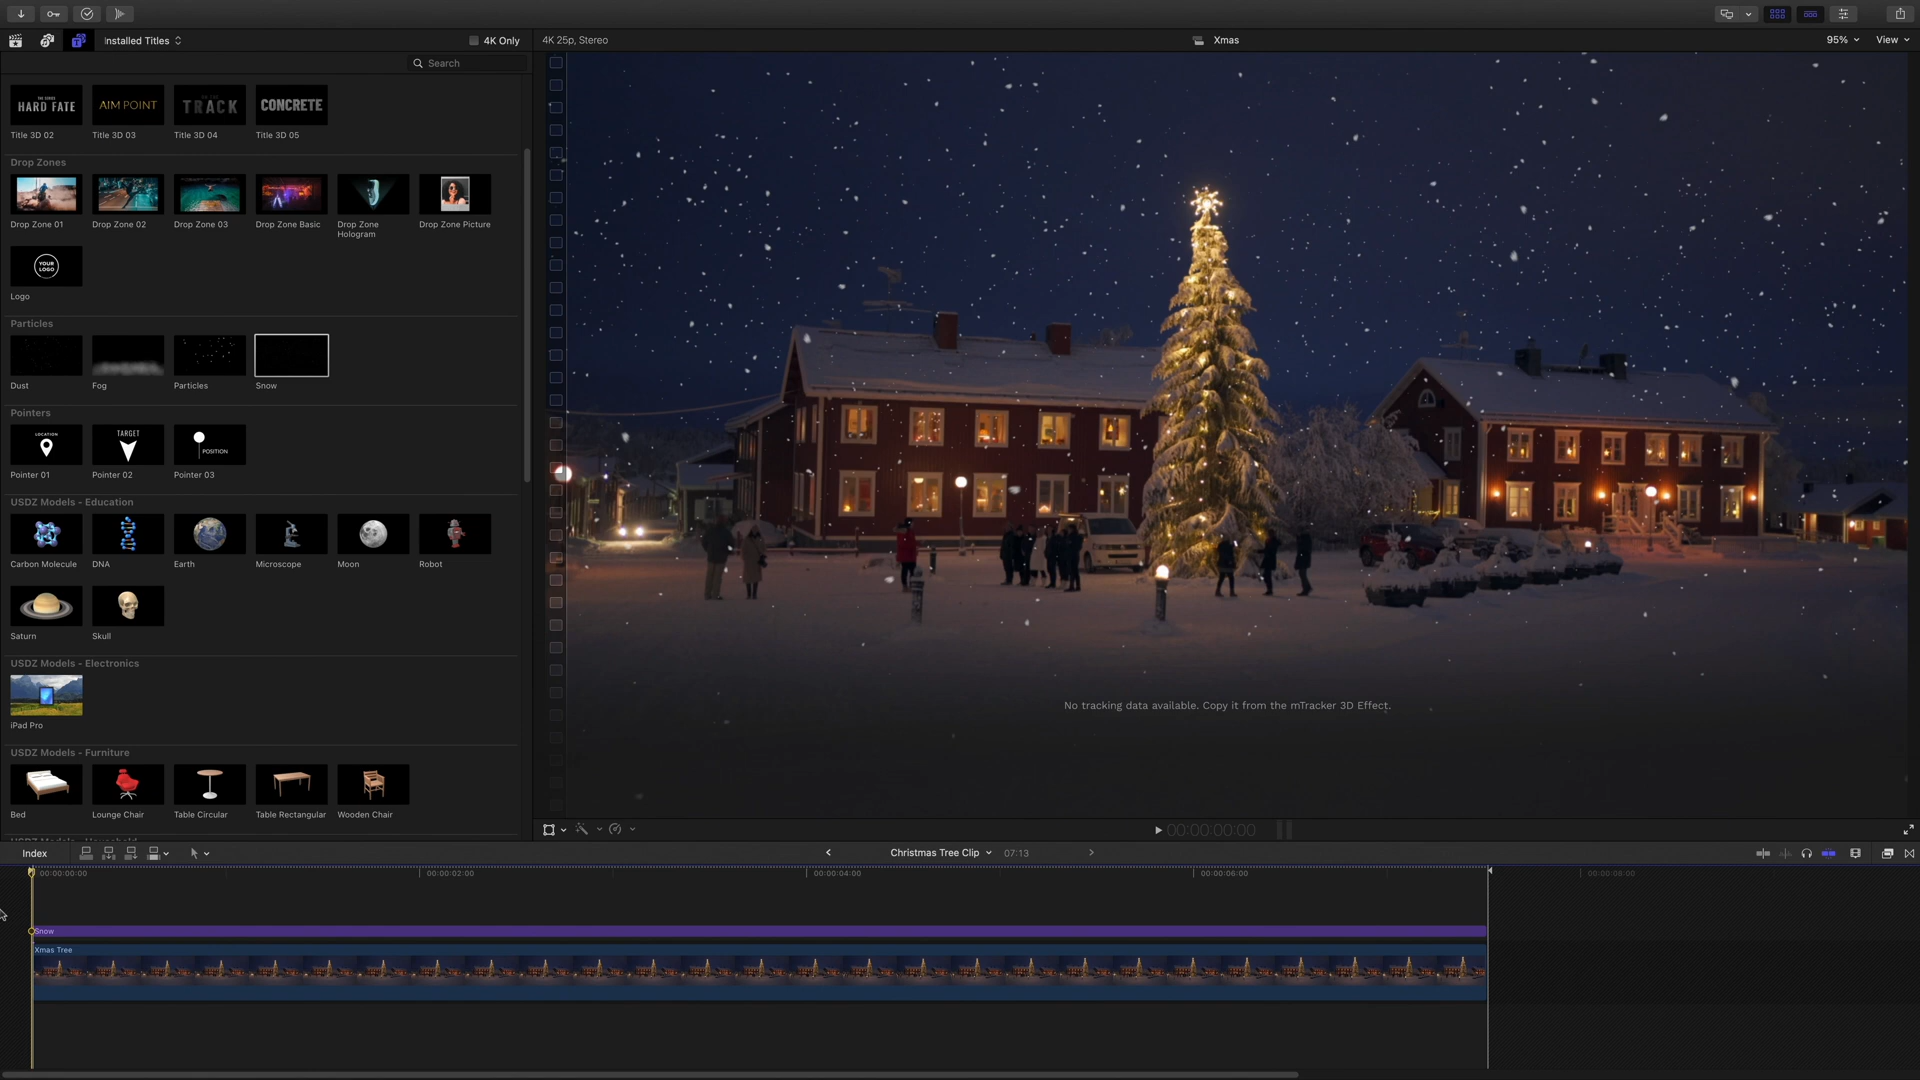 Installed Titles
4K Only
4K 25p, Stereo
Xmas
95%
View
Search
HARD FATE
AIM POINT
TRACK
CONCRETE
Title 3D 02
Title 3D 03
Title 3D 04
Title 3D 05
Drop Zones
Drop Zone 01
Drop Zone 02
Drop Zone 03
Drop Zone Basic
Drop Zone Hologram
Drop Zone Picture
YOUR
LOGO
Logo
Particles
Dust
Fog
Particles
Snow
Pointers
LOCATION
TARGET
POSITION
Pointer 01
Pointer 02
Pointer 03
USDZ Models - Education
Carbon Molecule
DNA
Earth
Microscope
Moon
Robot
Saturn
Skull
USDZ Models - Electronics
iPad Pro
USDZ Models - Furniture
Bed
Lounge Chair
Table Circular
Table Rectangular
Wooden Chair
No tracking data available. Copy it from the mTracker 3D Effect.
00:00:00:00
Index
Christmas Tree Clip
07:13
00:00:00:00
00:00:02:00
00:00:04:00
00:00:06:00
00:00:08:00
Snow
Xmas Tree